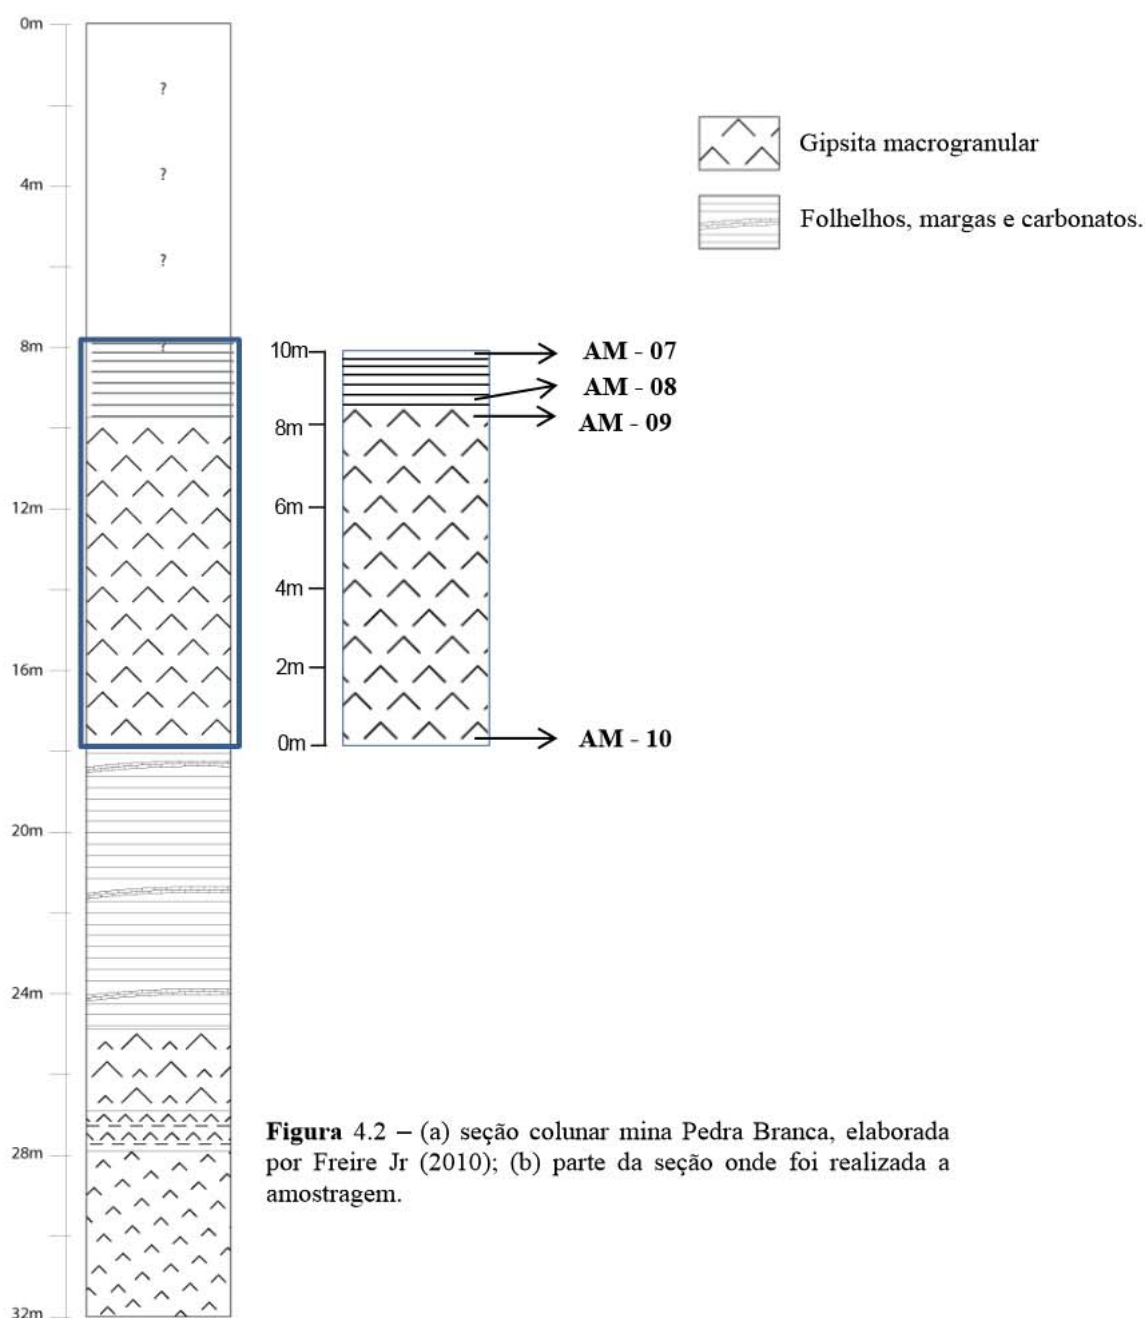 0m
?
?
4m
?
8m
?
12m
16m
20m
24m
28m
32m
Gipsita macrogranular
Folhelhos, margas e carbonatos.
10m
8m
6m
4m
2m
0m
AM - 07
AM - 08
AM - 09
AM - 10
Figura 4.2 – (a) seção colunar mina Pedra Branca, elaborada
por Freire Jr (2010); (b) parte da seção onde foi realizada a
amostragem.